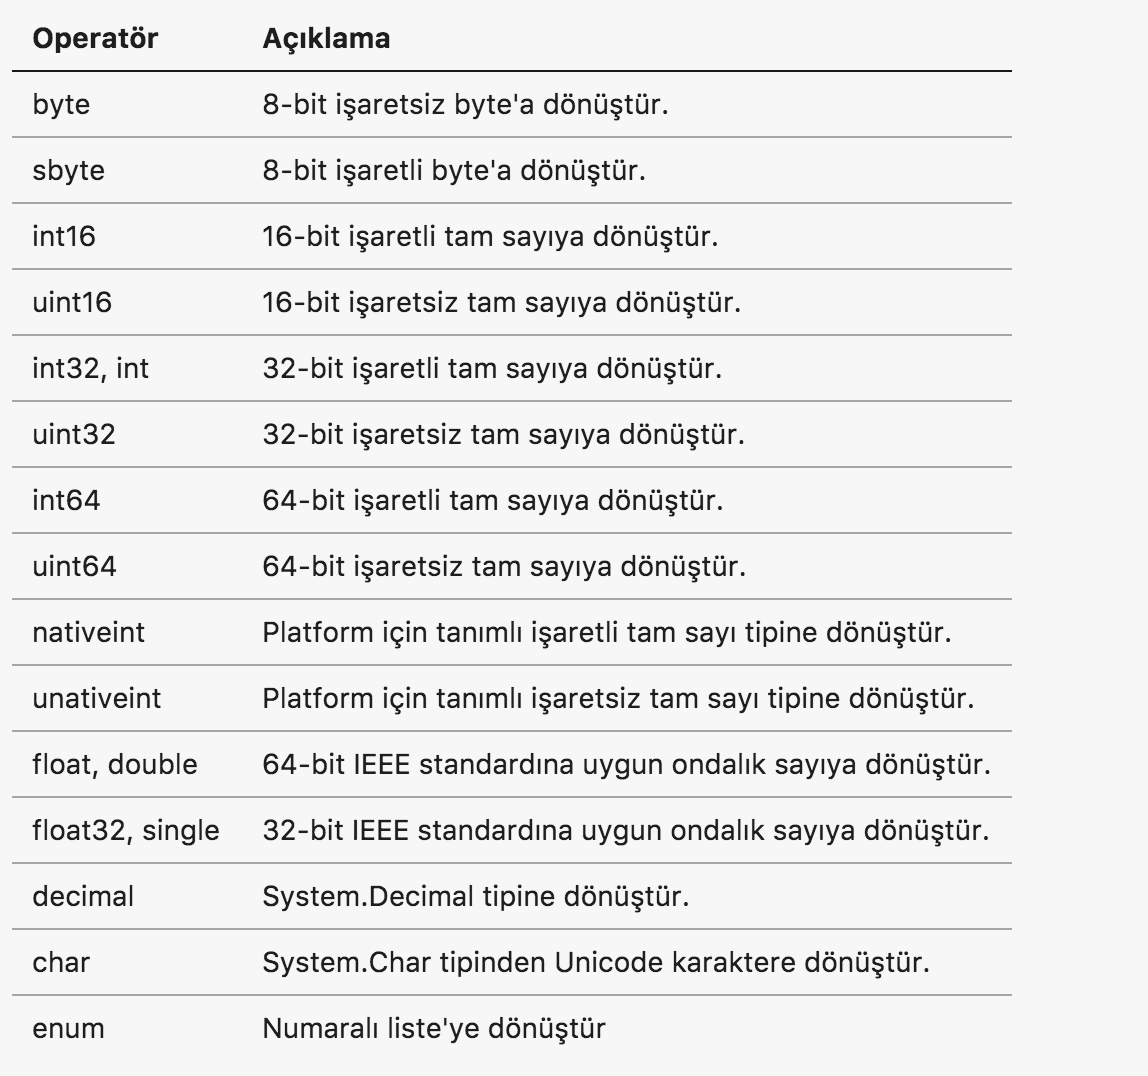 Operatör Açıklama
byte 8-bit işaretsiz byte'a dönüştür.
sbyte 8-bit işaretli byte'a dönüştür.
int16 16-bit işaretli tam sayıya dönüştür.
uint16 16-bit işaretsiz tam sayıya dönüştür.
int32, int 32-bit işaretli tam sayıya dönüştür.
uint32 32-bit işaretsiz tam sayıya dönüştür.
int64 64-bit işaretli tam sayıya dönüştür.
uint64 64-bit işaretsiz tam sayıya dönüştür.
nativeint Platform için tanımlı işaretli tam sayı tipine dönüştür.
unativeint Platform için tanımlı işaretsiz tam sayı tipine dönüştür.
float, double 64-bit IEEE standardına uygun ondalık sayıya dönüştür.
float32, single 32-bit IEEE standardına uygun ondalık sayıya dönüştür.
decimal System.Decimal tipine dönüştür.
char System.Char tipinden Unicode karaktere dönüştür.
enum Numaralı liste'ye dönüştür